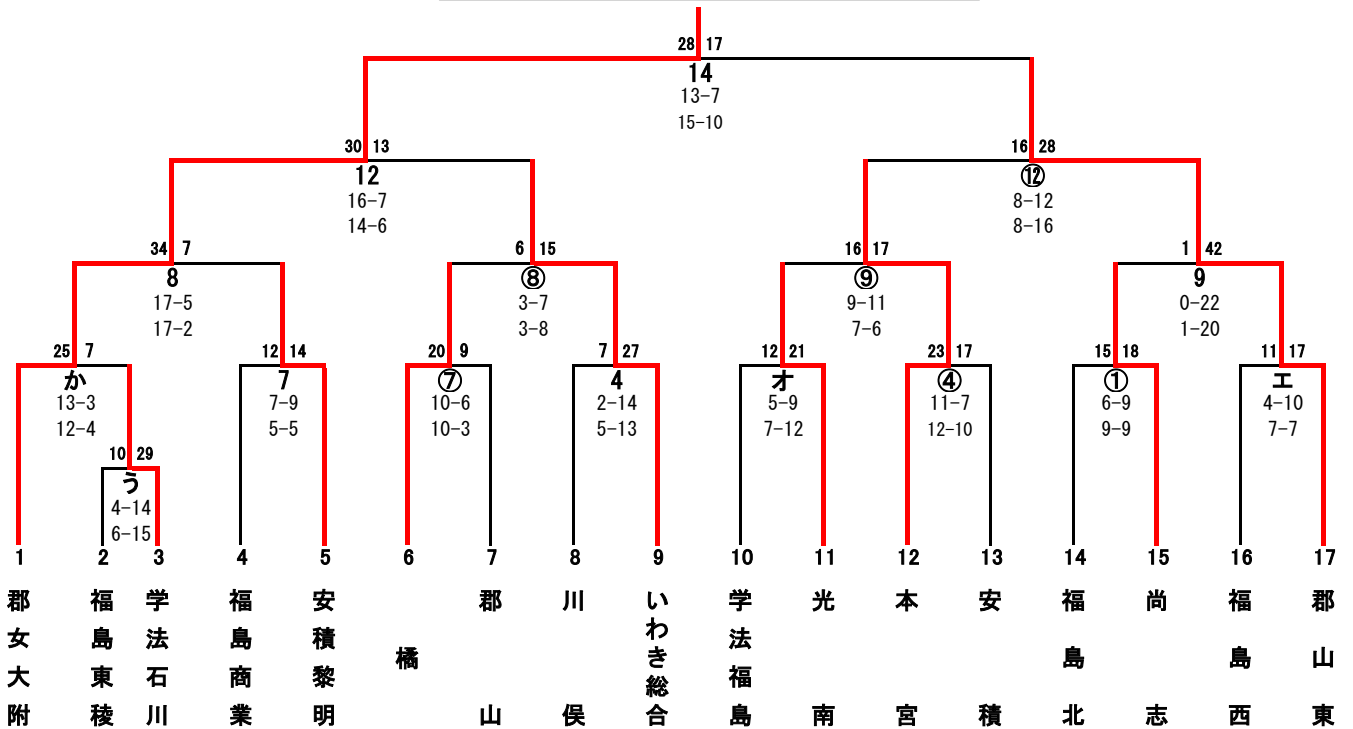 28 17
14
13-7
15-10
30 13
12
16-7
14-6
16 28
⑫
8-12
8-16
34 7
8
17-5
17-2
6 15
⑧
3-7
3-8
16 17
⑨
9-11
7-6
1 42
9
0-22
1-20
25 7
か
13-3
12-4
12 14
7
7-9
5-5
20 9
⑦
10-6
10-3
7 27
4
2-14
5-13
12 21
オ
5-9
7-12
23 17
④
11-7
12-10
15 18
①
6-9
9-9
11 17
エ
4-10
7-7
10 29
う
4-14
6-15
1 2 3 4 5 6 7 8 9 10 11 12 13 14 15 16 17
郡女大附
福島東稜
学法石川
福島商業
安積黎明
橘
郡山
川俣
いわき総合
学法福島
光南
本宮
安積
福島北
尚志
福島西
郡山東